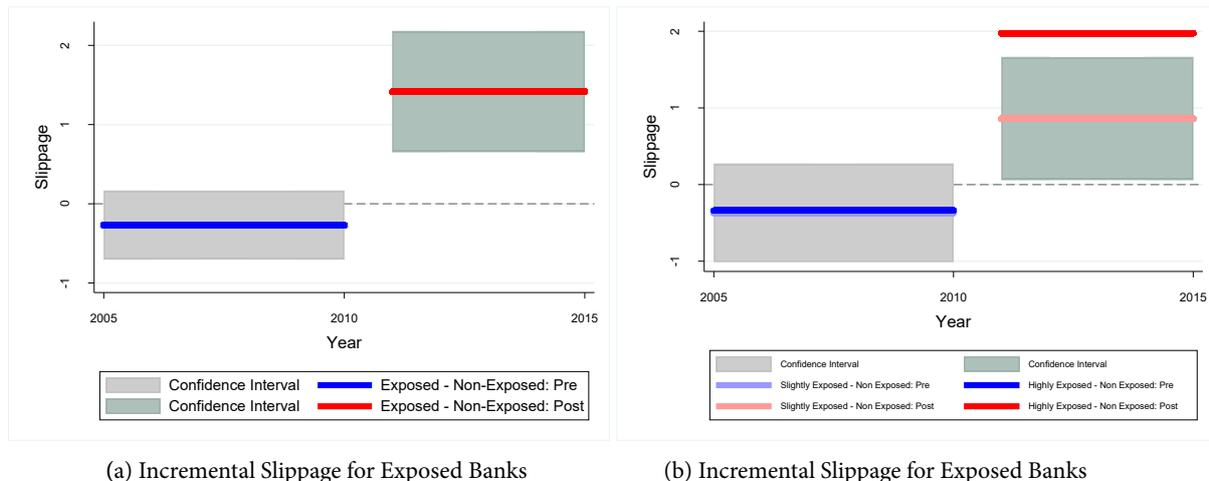 2
1
0
-1
Slippage
2005 2010 2015
Year
Confidence Interval Exposed - Non-Exposed: Pre
Confidence Interval Exposed - Non-Exposed: Post
(a) Incremental Slippage for Exposed Banks
2
1
0
-1
Slippage
2005 2010 2015
Year
Confidence Interval Confidence Interval
Slightly Exposed - Non Exposed: Pre Highly Exposed - Non Exposed: Pre
Slightly Exposed - Non Exposed: Post Highly Exposed - Non Exposed: Post
(b) Incremental Slippage for Exposed Banks